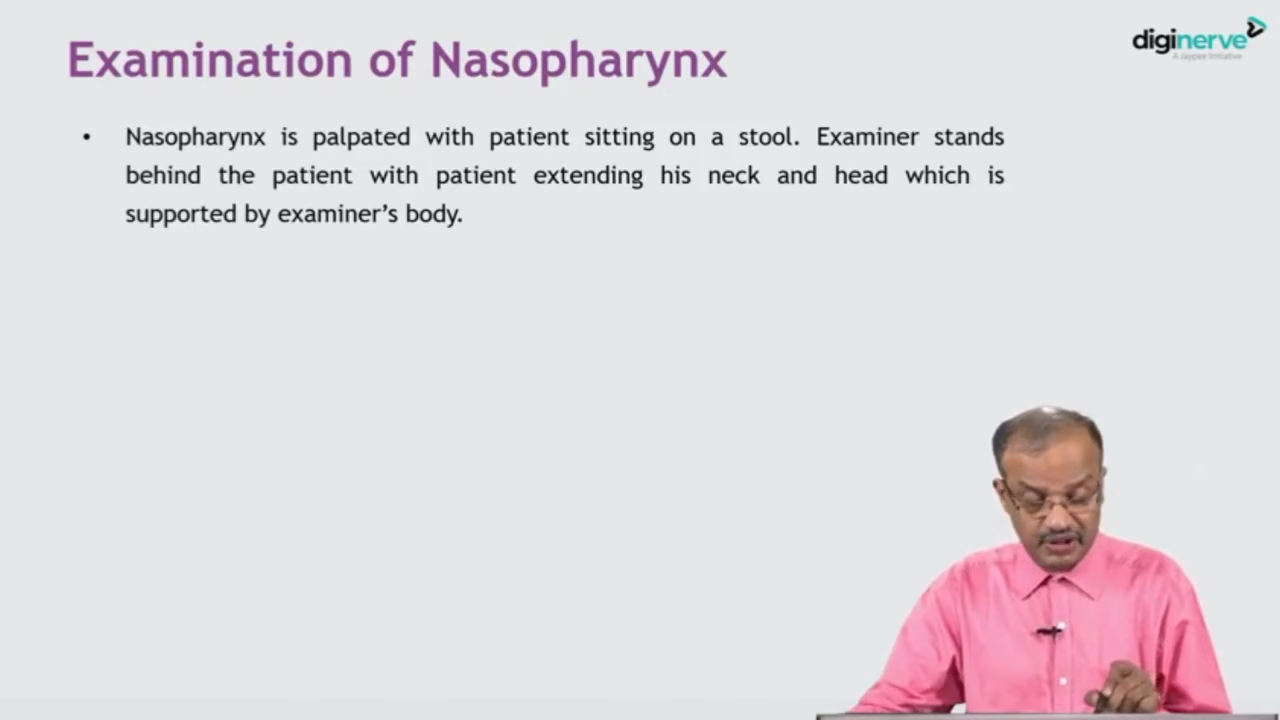 Examination of Nasopharynx
diginerve
A Jaypee Initiative
• Nasopharynx is palpated with patient sitting on a stool. Examiner stands
behind the patient with patient extending his neck and head which is
supported by examiner’s body.